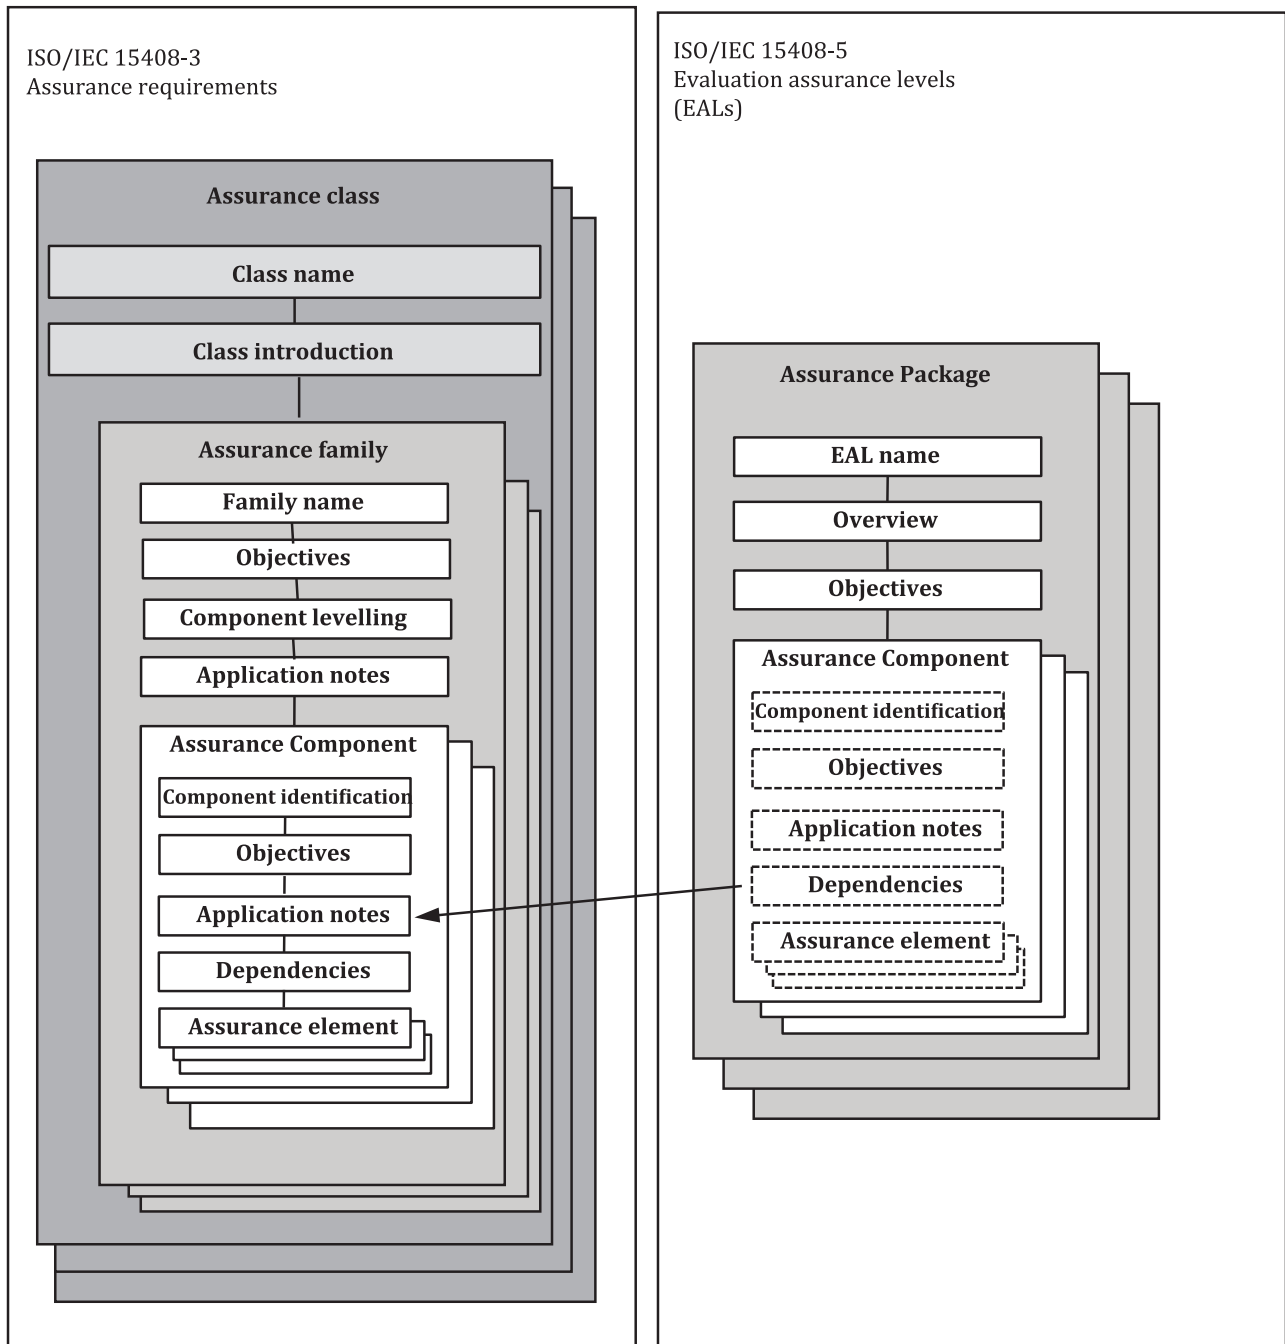 ISO/IEC 15408-3
Assurance requirements
Assurance class
Class name
Class introduction
Assurance family
Family name
Objectives
Component levelling
Application notes
Assurance Component
Component identification
Objectives
Application notes
Dependencies
Assurance element
ISO/IEC 15408-5
Evaluation assurance levels
(EALs)
Assurance Package
EAL name
Overview
Objectives
Assurance Component
Component identification
Objectives
Application notes
Dependencies
Assurance element